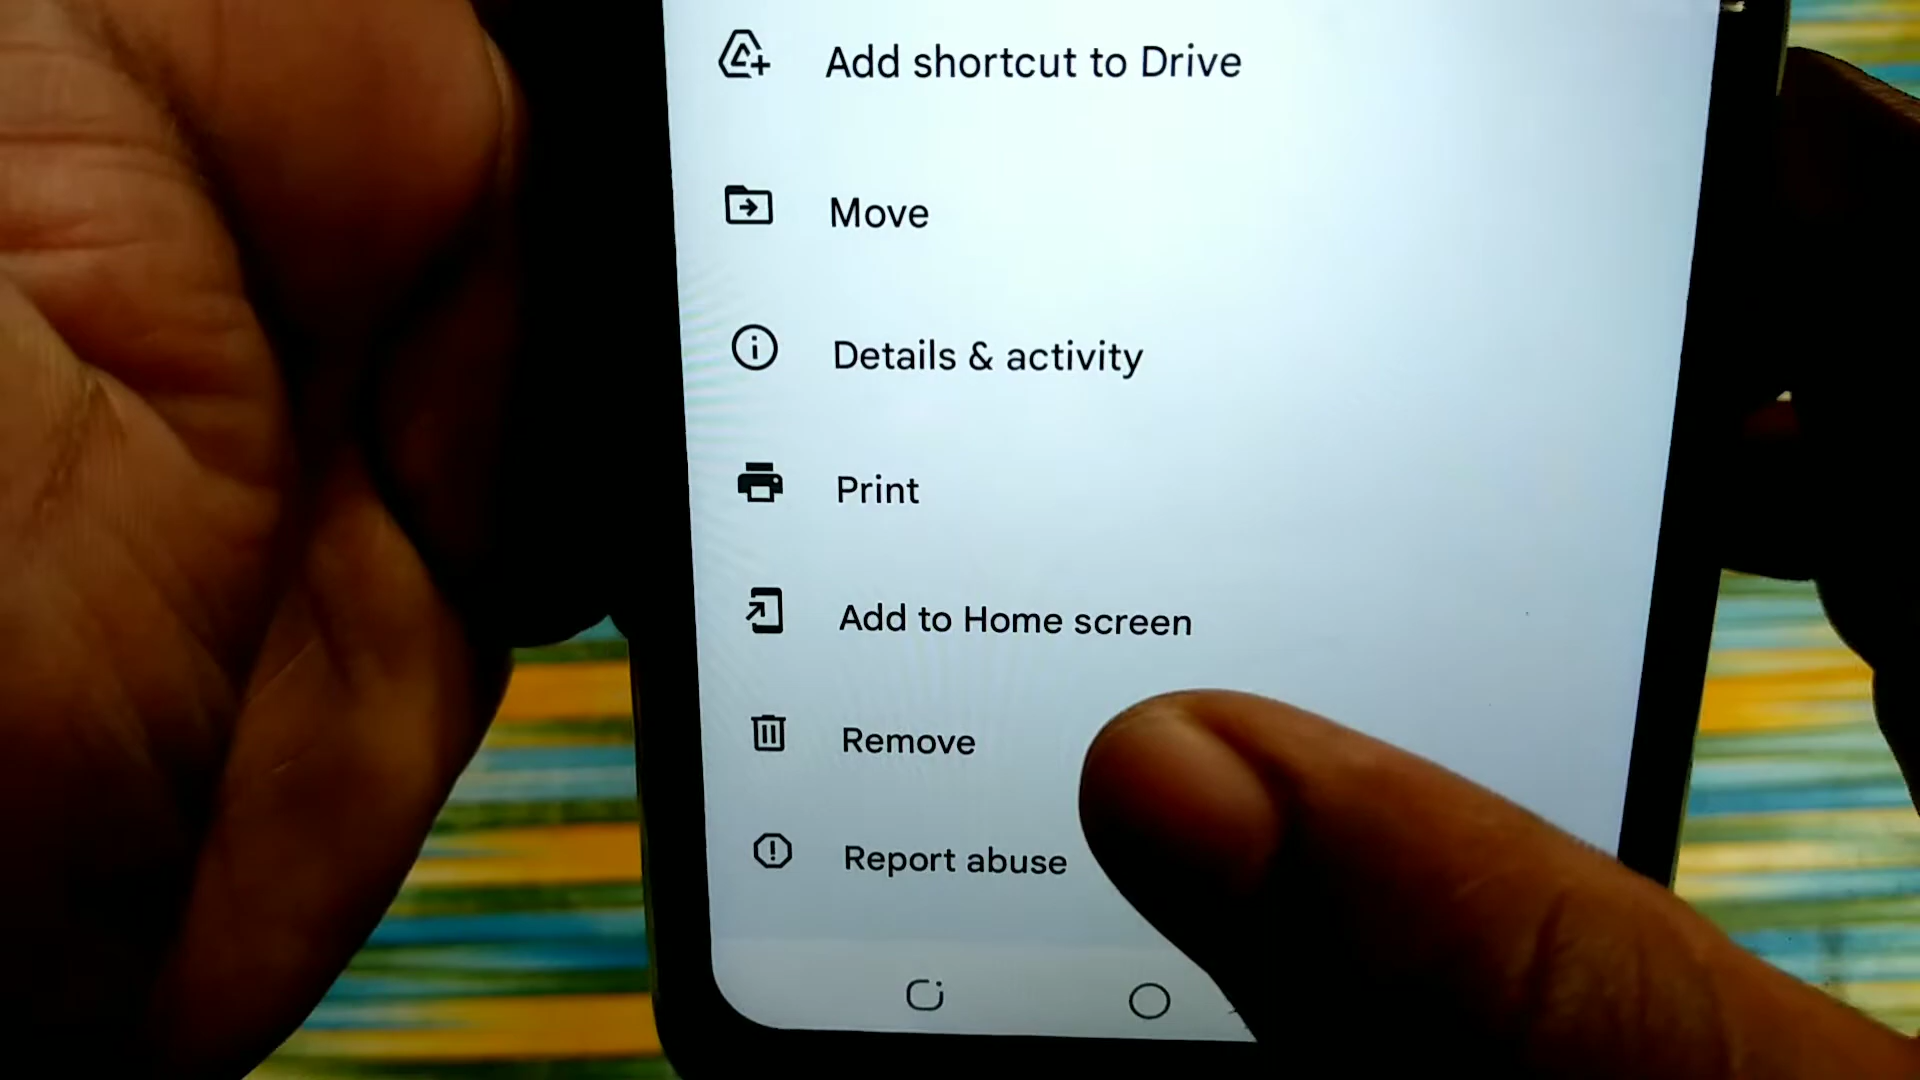 Add shortcut to Drive
Move
Details & activity
Print
Add to Home screen
Remove
Report abuse